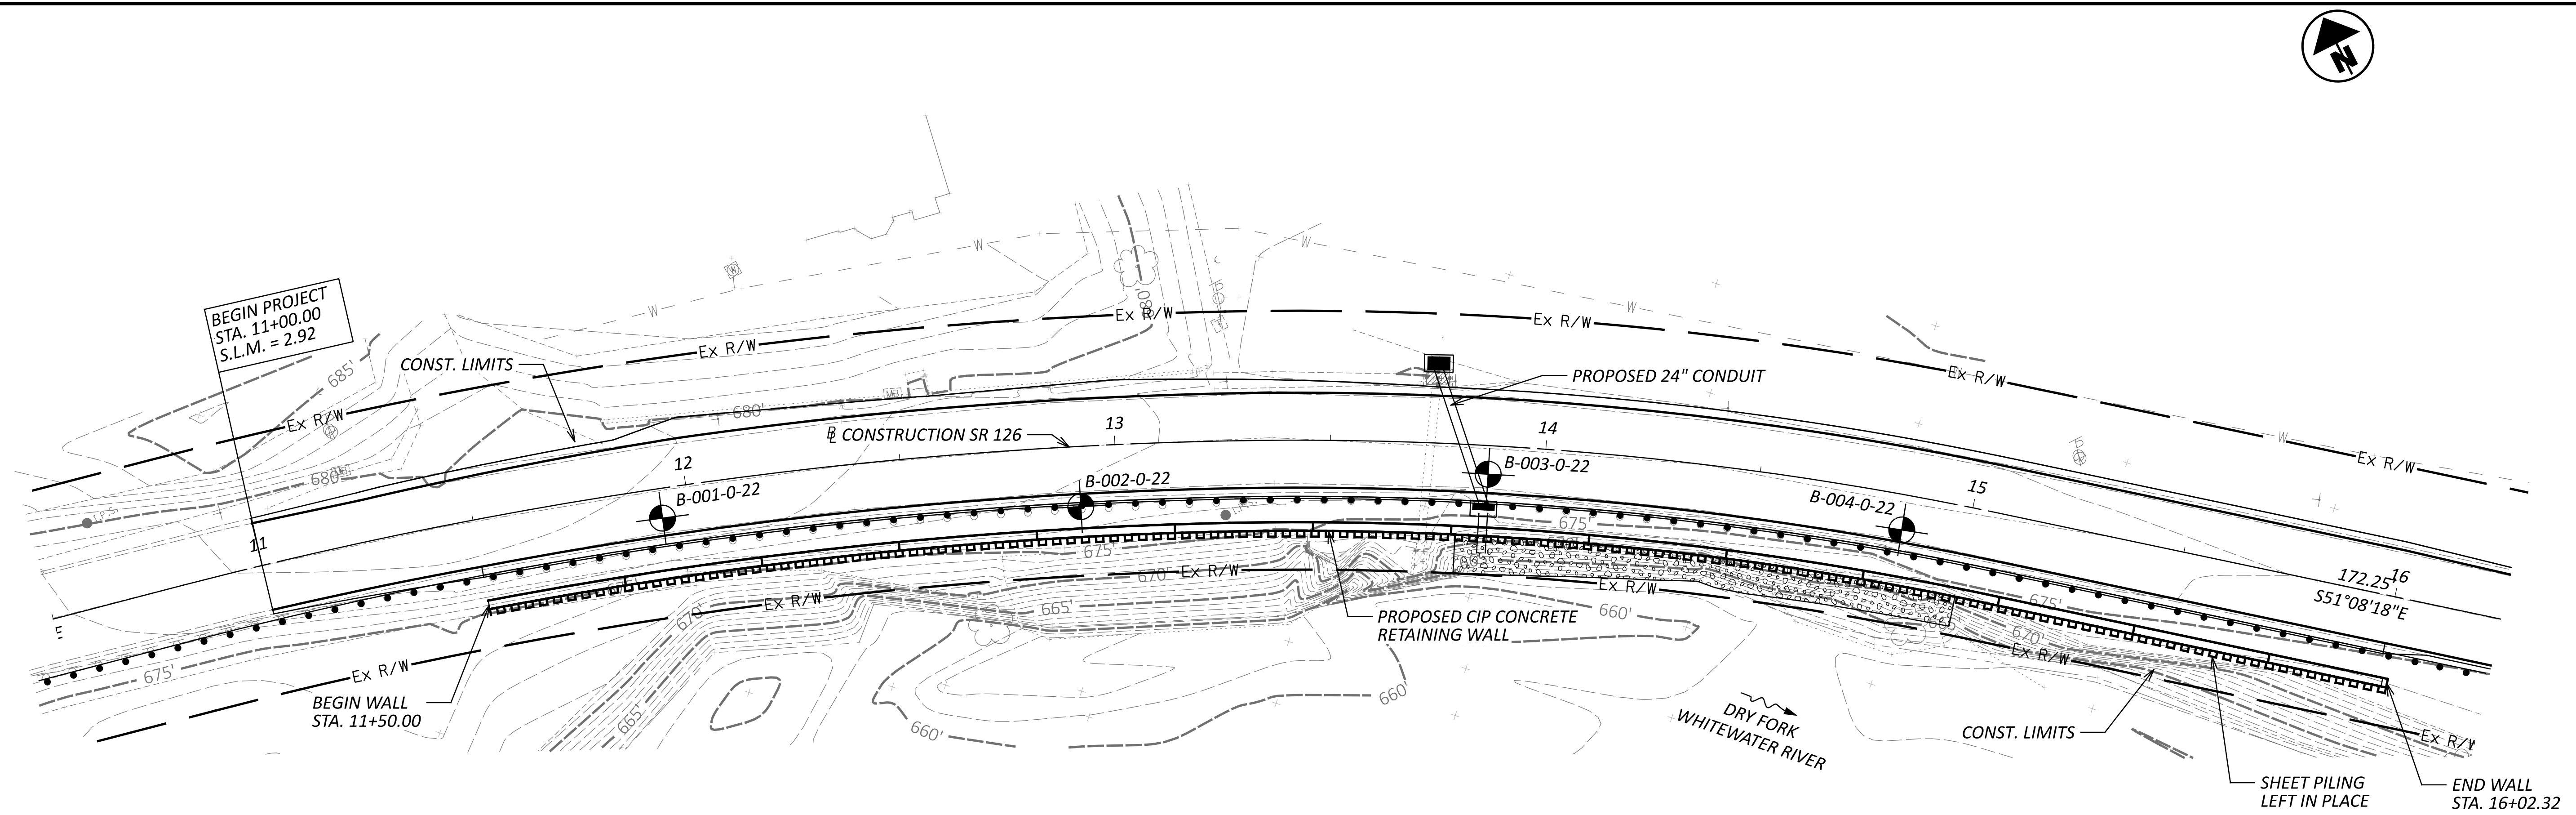 N
W
W
W
W
W
BEGIN PROJECT
STA. 11+00.00
S.L.M. = 2.92
CONST. LIMITS
685'
680'
680'
680'
Ex R/W
Ex R/W
Ex R/W
Ex R/W
Ex R/W
Ex R/W
PROPOSED 24" CONDUIT
CONSTRUCTION SR 126
11
12
13
14
15
16
B-001-0-22
B-002-0-22
B-003-0-22
B-004-0-22
172.25'
S51°08'18"E
675'
675'
675'
675'
670'
670'
670'
665'
665'
660'
660'
660'
Ex R/W
Ex R/W
Ex R/W
Ex R/W
Ex R/W
Ex R/W
BEGIN WALL
STA. 11+50.00
PROPOSED CIP CONCRETE
RETAINING WALL
DRY FORK
WHITEWATER RIVER
CONST. LIMITS
SHEET PILING
LEFT IN PLACE
END WALL
STA. 16+02.32